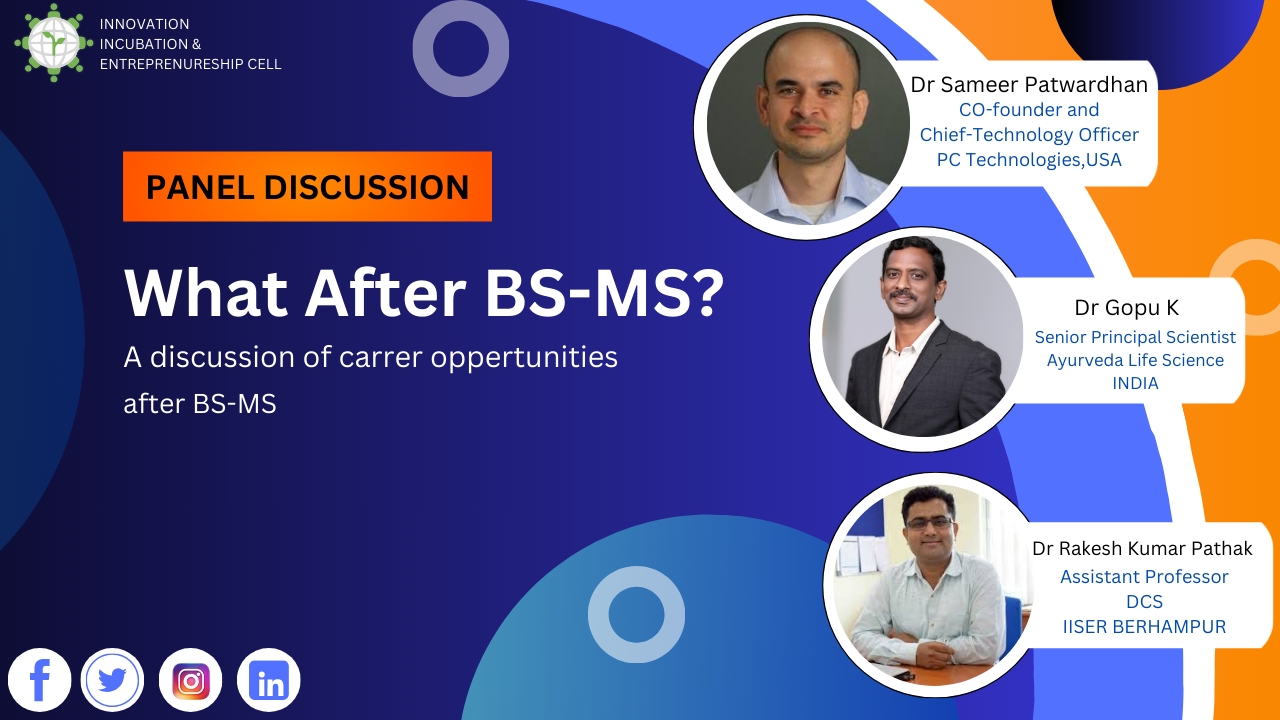 INNOVATION
INCUBATION &
ENTREPRENURESHIP CELL
PANEL DISCUSSION
What After BS-MS?
A discussion of carrer oppertunities
after BS-MS
Dr Sameer Patwardhan
CO-founder and
Chief-Technology Officer
PC Technologies,USA
Dr Gopu K
Senior Principal Scientist
Ayurveda Life Science
INDIA
Dr Rakesh Kumar Pathak
Assistant Professor
DCS
IISER BERHAMPUR